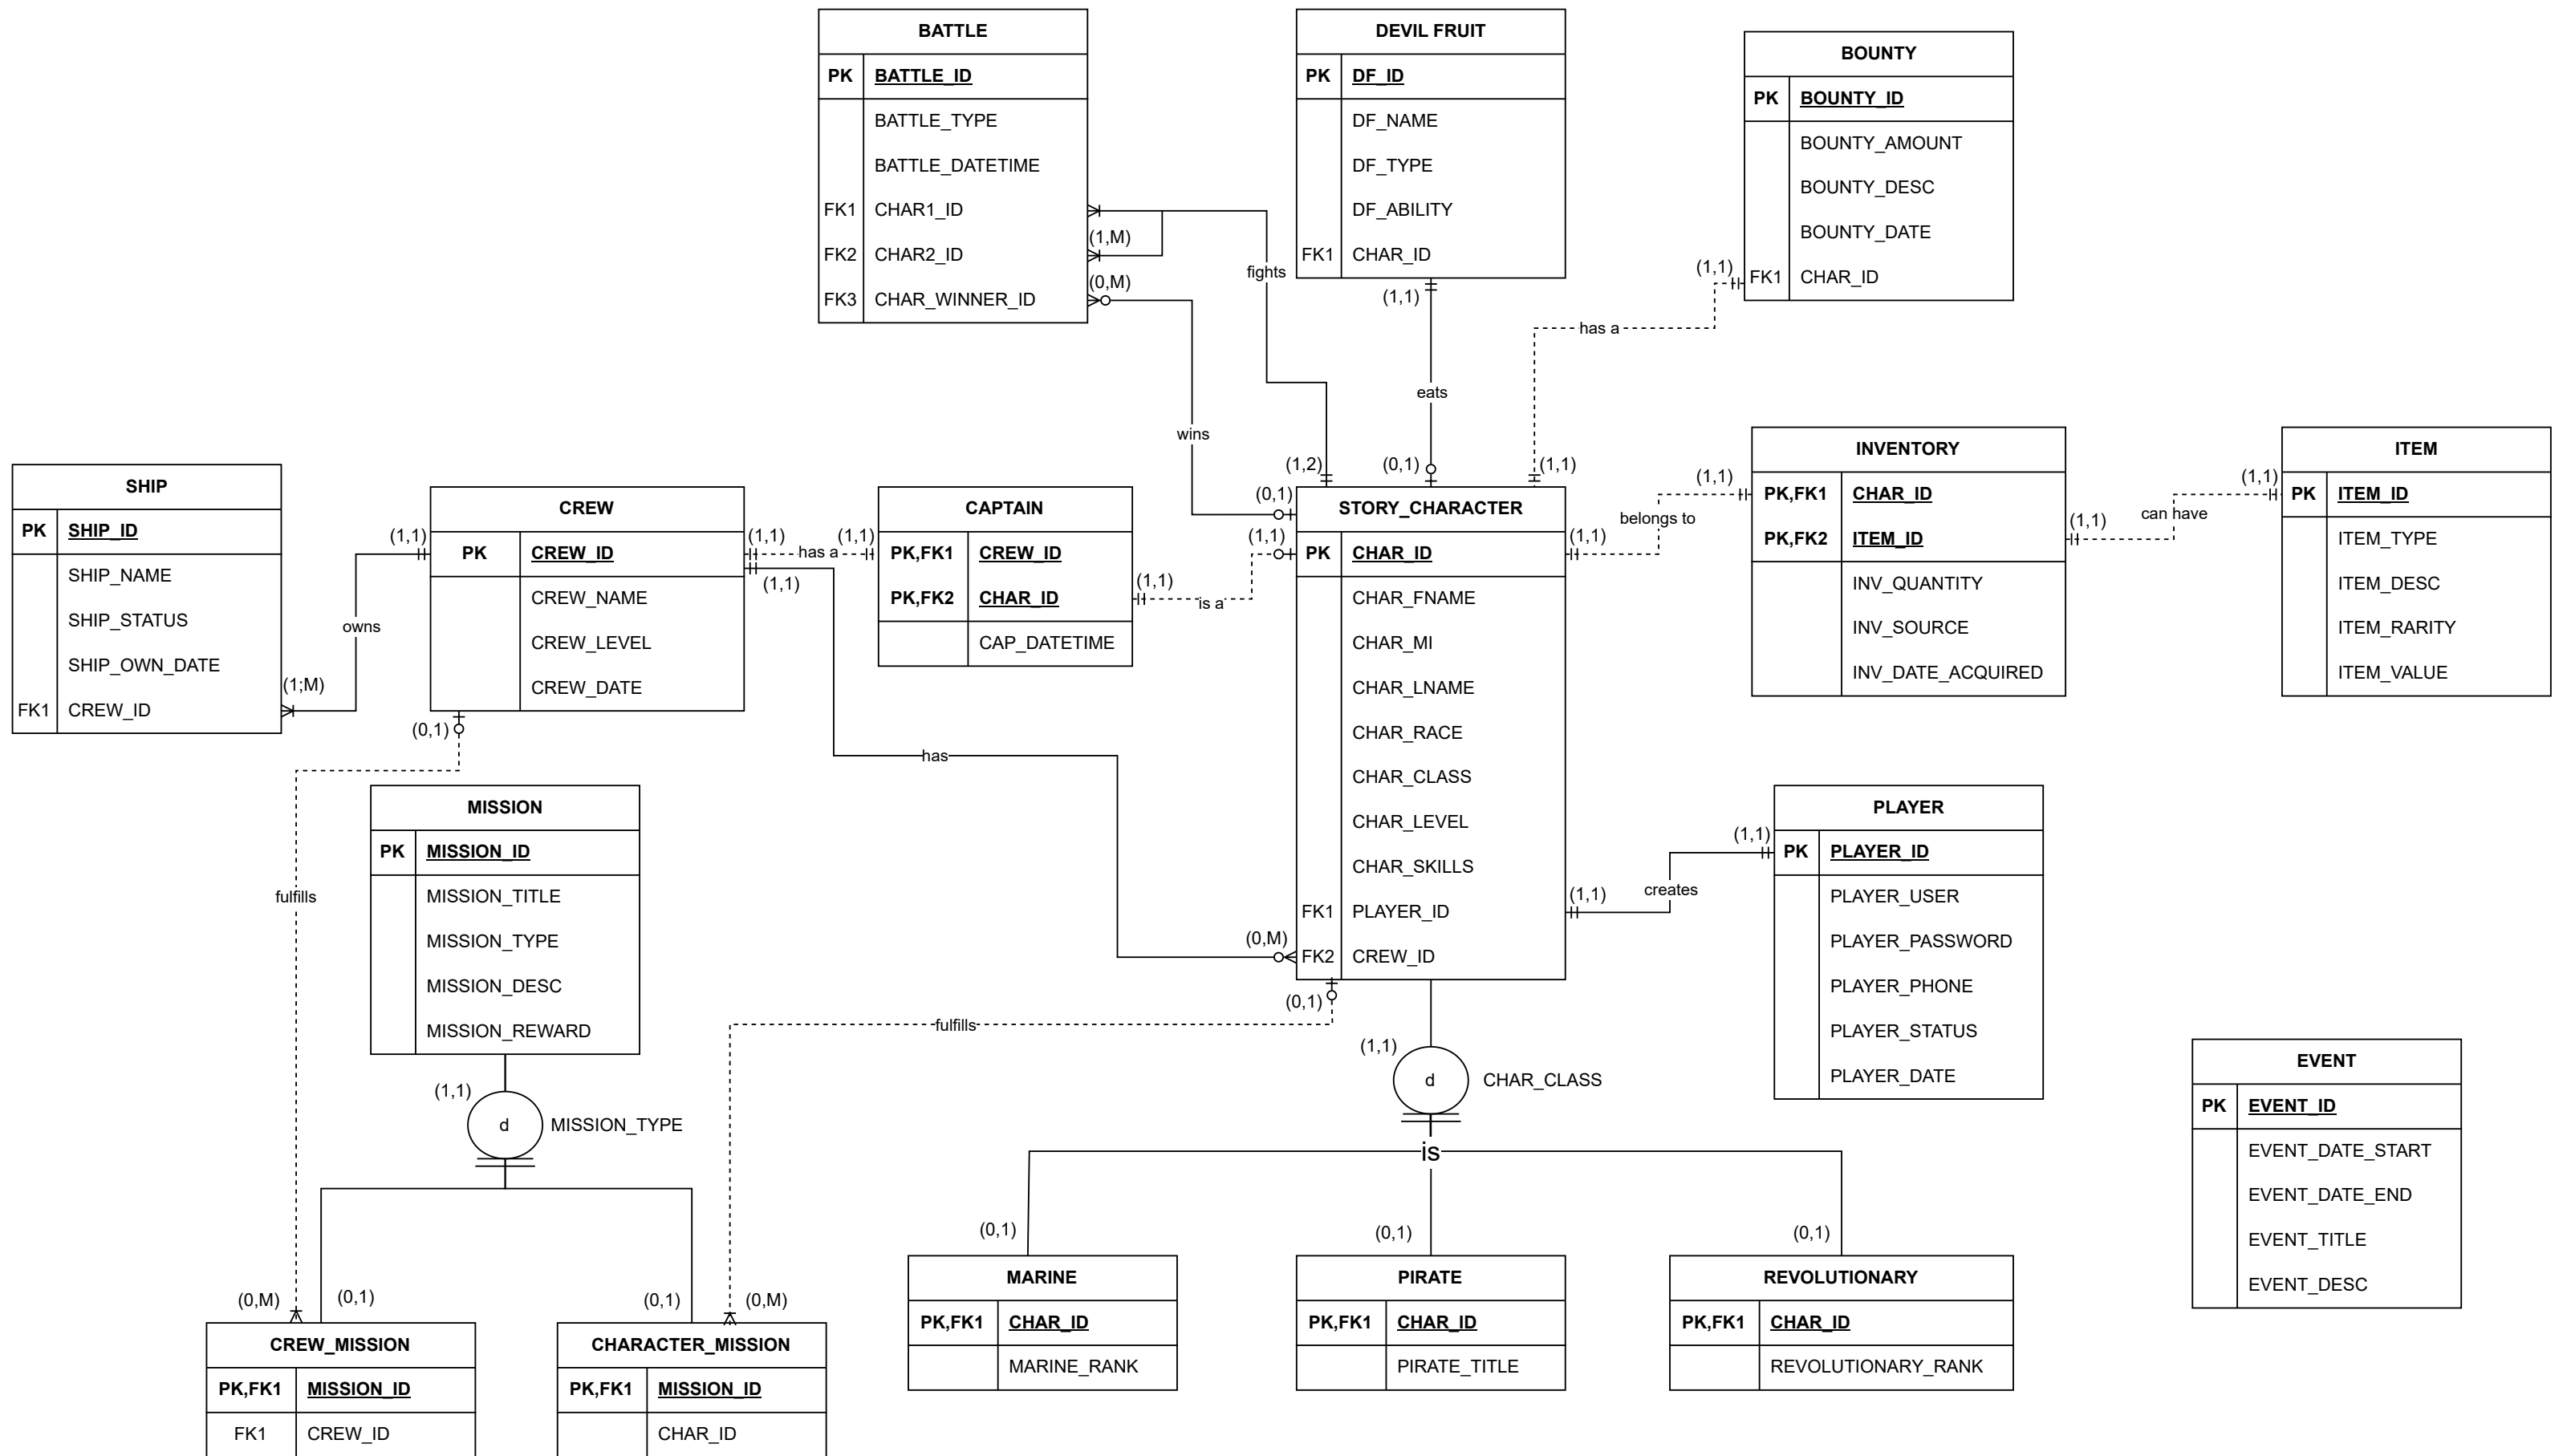 BATTLE
PK BATTLE_ID
BATTLE_TYPE
BATTLE_DATETIME
FK1 CHAR1_ID
FK2 CHAR2_ID
FK3 CHAR_WINNER_ID
(1,M)
(0,M)
fights
wins
DEVIL FRUIT
PK DF_ID
DF_NAME
DF_TYPE
DF_ABILITY
FK1 CHAR_ID
(1,1)
eats
(0,1)
BOUNTY
PK BOUNTY_ID
BOUNTY_AMOUNT
BOUNTY_DESC
BOUNTY_DATE
FK1 CHAR_ID
(1,1)
has a
(1,1)
(1,2)
(0,1)
SHIP
PK SHIP_ID
SHIP_NAME
SHIP_STATUS
SHIP_OWN_DATE
FK1 CREW_ID
(1;M)
owns
(1,1)
CREW
PK CREW_ID
CREW_NAME
CREW_LEVEL
CREW_DATE
(1,1)
has a
(1,1)
(1,1)
(0,1)
CAPTAIN
PK,FK1 CREW_ID
PK,FK2 CHAR_ID
CAP_DATETIME
(1,1)
is a
(1,1)
STORY_CHARACTER
PK CHAR_ID
CHAR_FNAME
CHAR_MI
CHAR_LNAME
CHAR_RACE
CHAR_CLASS
CHAR_LEVEL
CHAR_SKILLS
FK1 PLAYER_ID
FK2 CREW_ID
(1,1)
belongs to
(1,1)
INVENTORY
PK,FK1 CHAR_ID
PK,FK2 ITEM_ID
INV_QUANTITY
INV_SOURCE
INV_DATE_ACQUIRED
(1,1)
can have
(1,1)
ITEM
PK ITEM_ID
ITEM_TYPE
ITEM_DESC
ITEM_RARITY
ITEM_VALUE
has
(0,M)
(1,1)
creates
(1,1)
PLAYER
PK PLAYER_ID
PLAYER_USER
PLAYER_PASSWORD
PLAYER_PHONE
PLAYER_STATUS
PLAYER_DATE
MISSION
PK MISSION_ID
MISSION_TITLE
MISSION_TYPE
MISSION_DESC
MISSION_REWARD
fulfills
(0,1)
fulfills
(1,1)
d
MISSION_TYPE
(1,1)
d
CHAR_CLASS
is
(0,1)
(0,1)
(0,1)
EVENT
PK EVENT_ID
EVENT_DATE_START
EVENT_DATE_END
EVENT_TITLE
EVENT_DESC
(0,M)
(0,1)
(0,1)
(0,M)
CREW_MISSION
PK,FK1 MISSION_ID
FK1 CREW_ID
CHARACTER_MISSION
PK,FK1 MISSION_ID
CHAR_ID
MARINE
PK,FK1 CHAR_ID
MARINE_RANK
PIRATE
PK,FK1 CHAR_ID
PIRATE_TITLE
REVOLUTIONARY
PK,FK1 CHAR_ID
REVOLUTIONARY_RANK